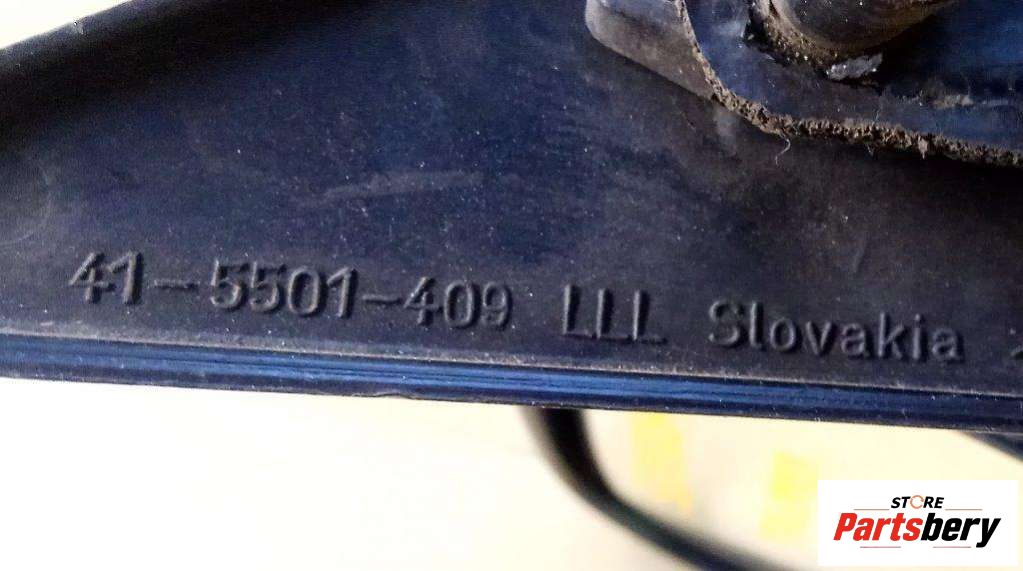 41-5501-409 LLL Slovakia
STORE
Partsbery